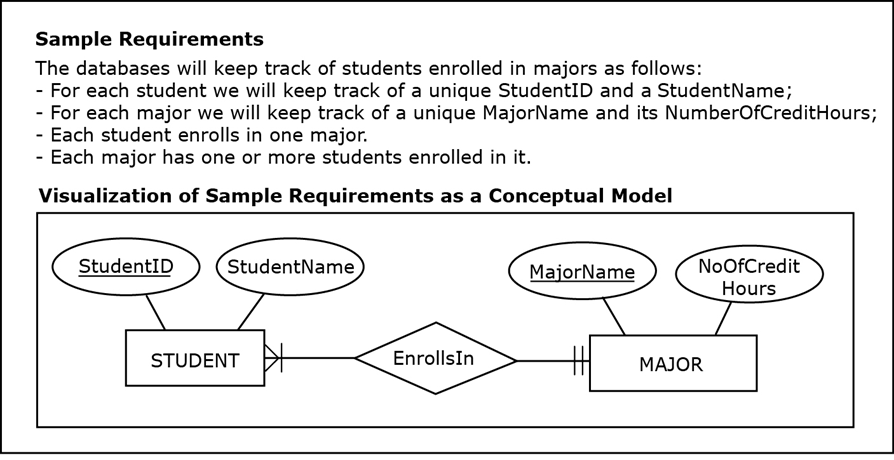 Sample Requirements
The databases will keep track of students enrolled in majors as follows:
- For each student we will keep track of a unique StudentID and a StudentName;
- For each major we will keep track of a unique MajorName and its NumberOfCreditHours;
- Each student enrolls in one major.
- Each major has one or more students enrolled in it.
Visualization of Sample Requirements as a Conceptual Model
StudentID
StudentName
MajorName
NoOfCredit
Hours
STUDENT
EnrollsIn
MAJOR